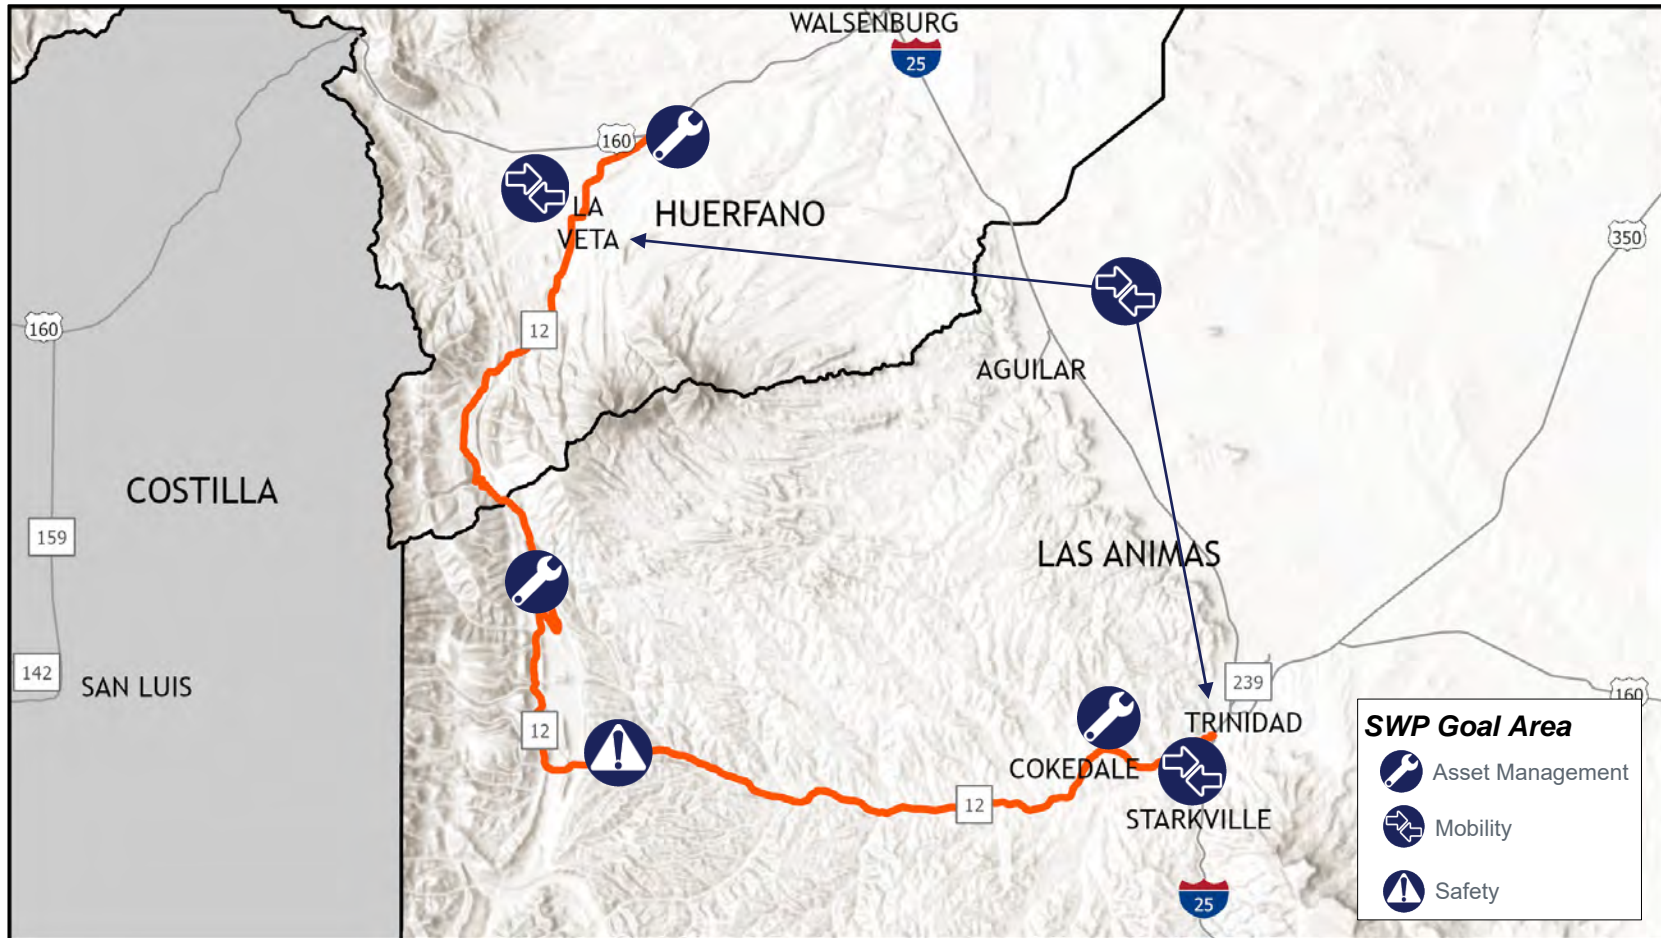 WALSENBURG
25
160
LA
VETA
HUERFANO
350
160
12
AGUILAR
COSTILLA
159
LAS ANIMAS
142
SAN LUIS
239
160
12
TRINIDAD
COKEDALE
12
STARKVILLE
25
SWP Goal Area
Asset Management
Mobility
Safety